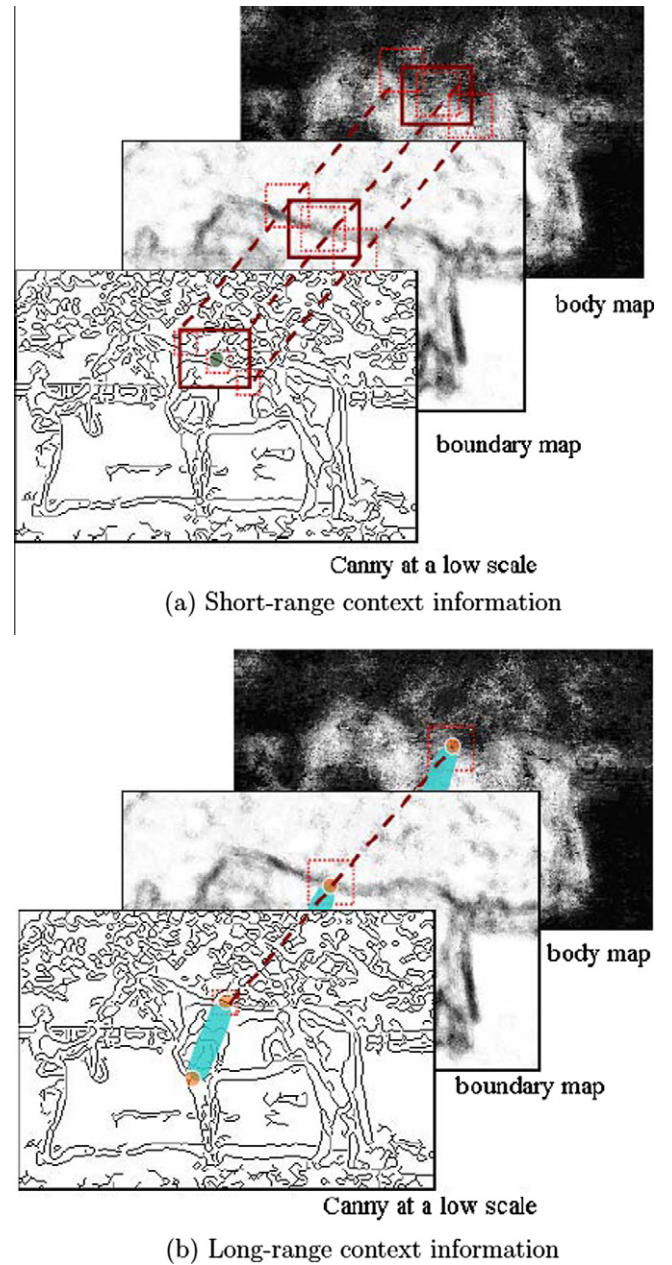 body map
boundary map
Canny at a low scale
(a) Short-range context information
body map
boundary map
Canny at a low scale
(b) Long-range context information